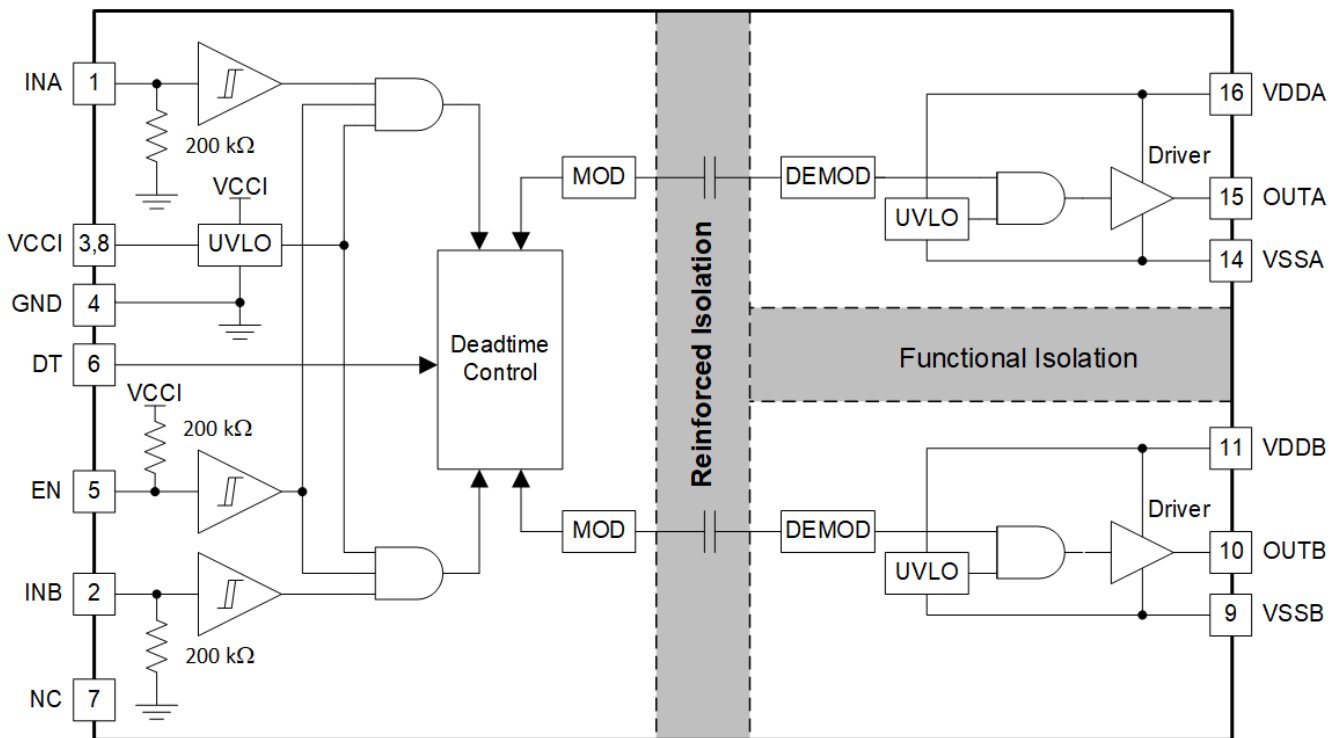 INA 1
200 kΩ
VCCI
VCCI 3,8
UVLO
GND 4
DT 6
Deadtime
Control
VCCI
200 kΩ
EN 5
INB 2
200 kΩ
NC 7
MOD
MOD
Reinforced Isolation
Functional Isolation
DEMOD
UVLO
Driver
16 VDDA
15 OUTA
14 VSSA
DEMOD
UVLO
Driver
11 VDDB
10 OUTB
9 VSSB